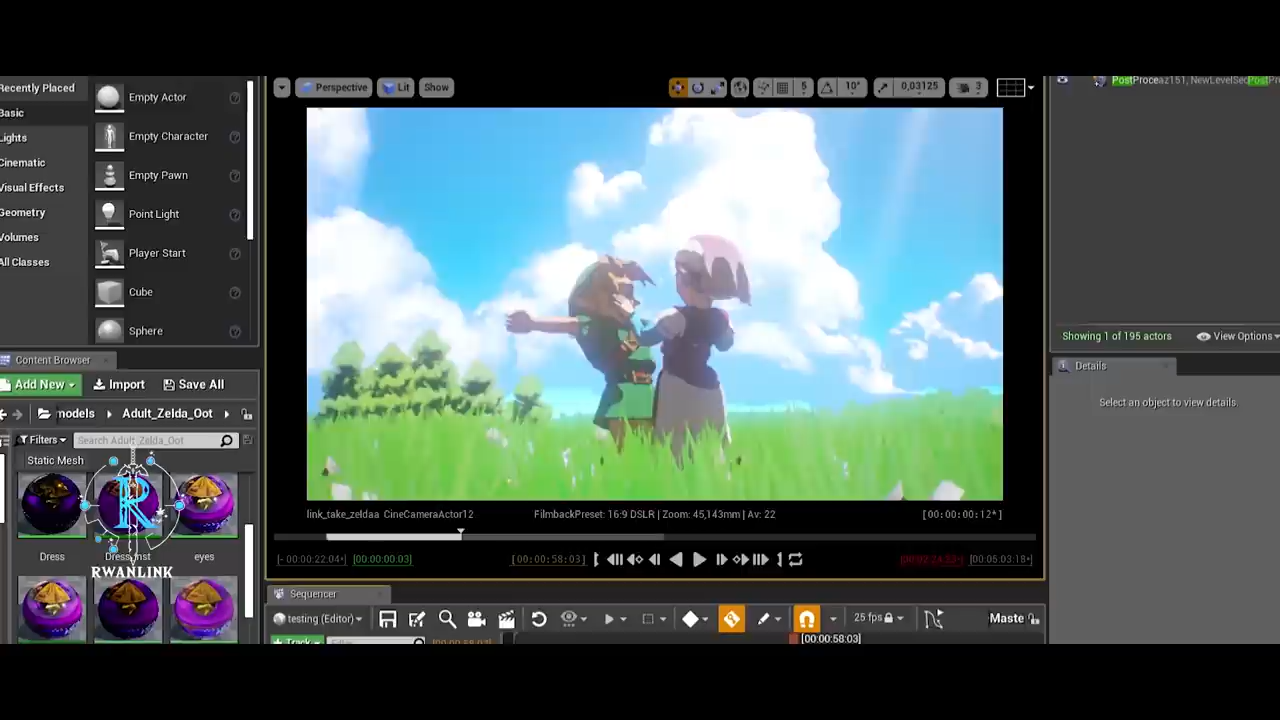 Recently Placed
Basic
Lights
Cinematic
Visual Effects
Geometry
Volumes
All Classes
Empty Actor
Empty Character
Empty Pawn
Point Light
Player Start
Cube
Sphere
Content Browser
Add New
Import
Save All
models
Adult_Zelda_Oot
Filters
Search Adult_Zelda_Oot
Static Mesh
Dress
Dress_Inst
eyes
R
RWANLINK
Perspective
Lit
Show
5
10°
0,03125
3
link_take_zeldaa CineCameraActor12
FilmbackPreset: 16:9 DSLR | Zoom: 45,143mm | Av: 22
[00:00:00:12*]
[-00:00:22:04*]
[00:00:00:03]
[00:00:58:03]
[00:05:03:18*]
Sequencer
testing (Editor)
25 fps
Maste
Track
[00:00:58:03]
Showing 1 of 195 actors
View Options
Details
Select an object to view details.